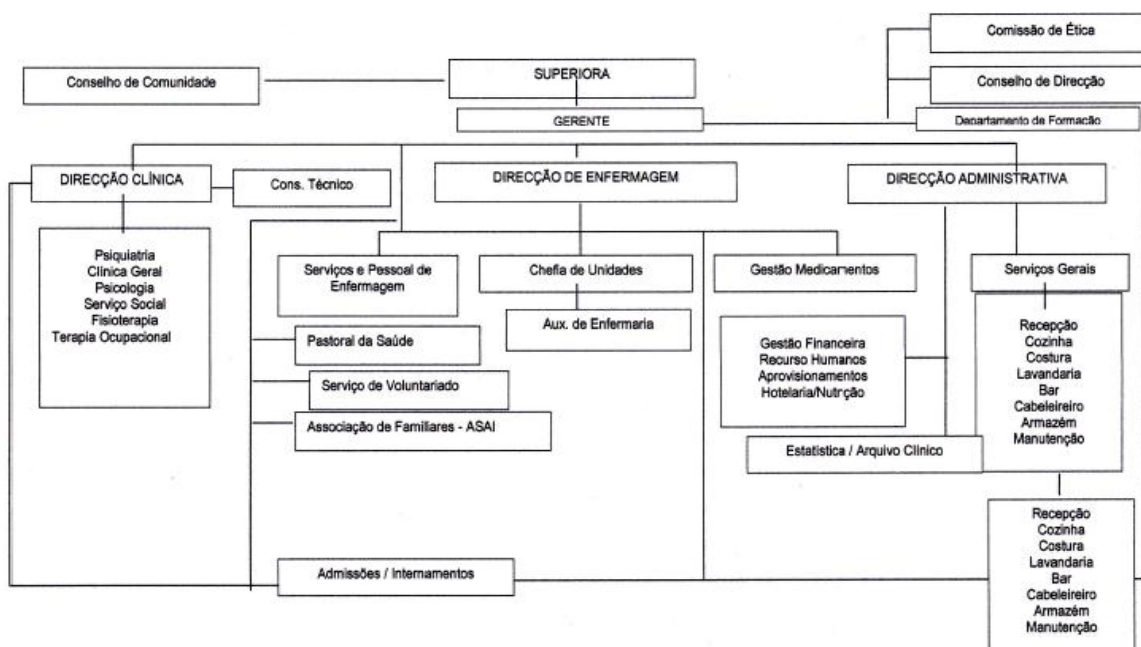 Comissão de Ética
SUPERIORA
Conselho de Comunidade
Conselho de Direcção
GERENTE
Departamento de Formação
DIRECÇÃO CLÍNICA
Cons. Técnico
DIRECÇÃO DE ENFERMAGEM
DIRECÇÃO ADMINISTRATIVA
Psiquiatria
Clínica Geral
Psicologia
Serviço Social
Fisioterapia
Terapia Ocupacional
Serviços e Pessoal de
Enfermagem
Chefia de Unidades
Gestão Medicamentos
Serviços Gerais
Aux. de Enfermaria
Pastoral da Saúde
Serviço de Voluntariado
Associação de Familiares - ASAI
Gestão Financeira
Recurso Humanos
Aprovisionamentos
Hotelaria/Nutrição
Recepção
Cozinha
Costura
Lavandaria
Bar
Cabeleireiro
Armazém
Manutenção
Estatística / Arquivo Clínico
Admissões / Internamentos
Recepção
Cozinha
Costura
Lavandaria
Bar
Cabeleireiro
Armazém
Manutenção